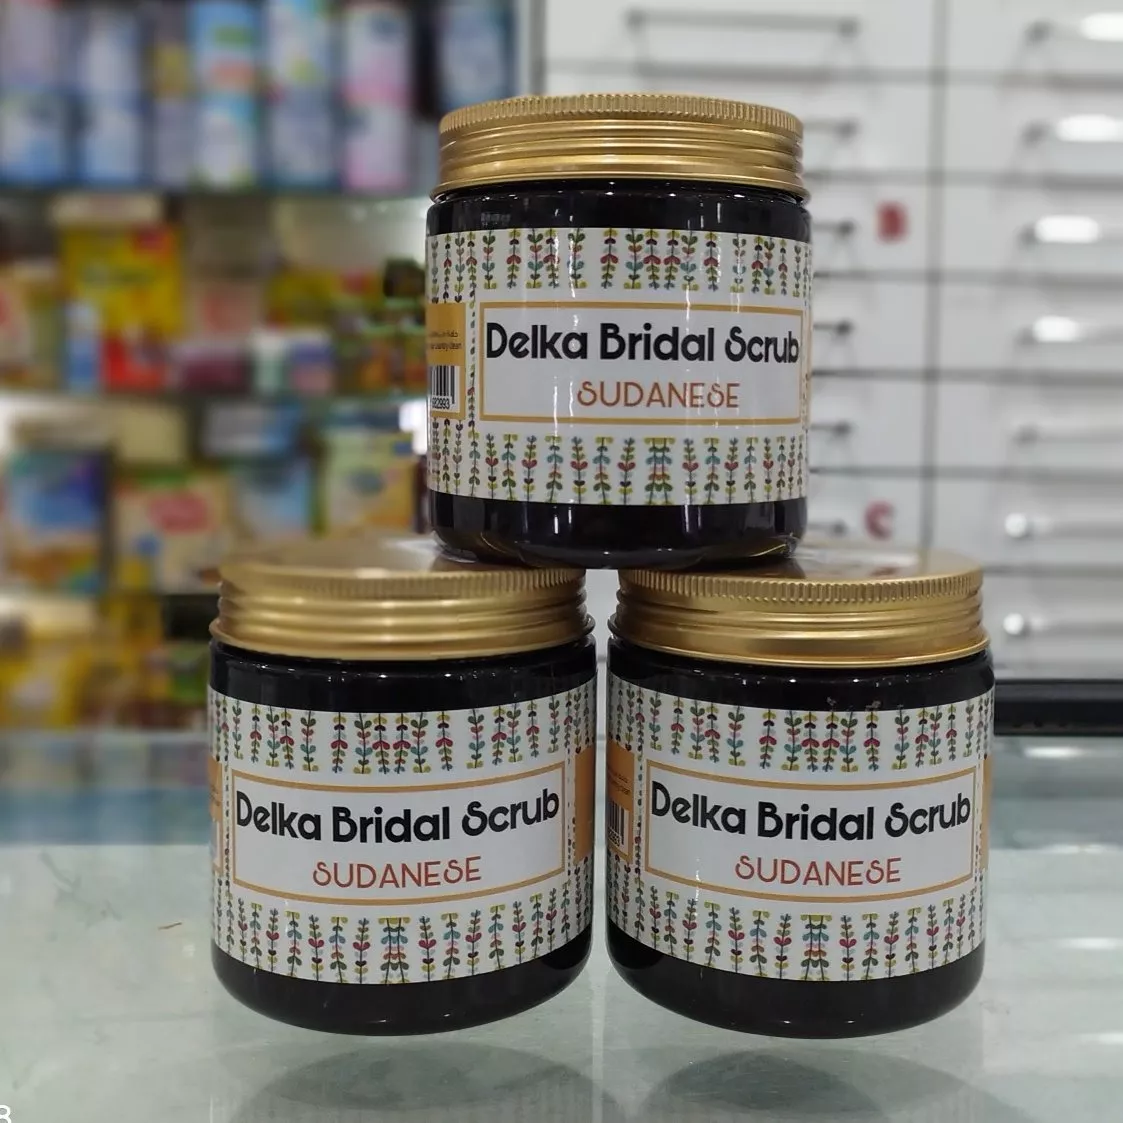 Delka Bridal Scrub
SUDANESE
Delka Bridal Scrub
SUDANESE
Delka Bridal Scrub
SUDANESE
B
C